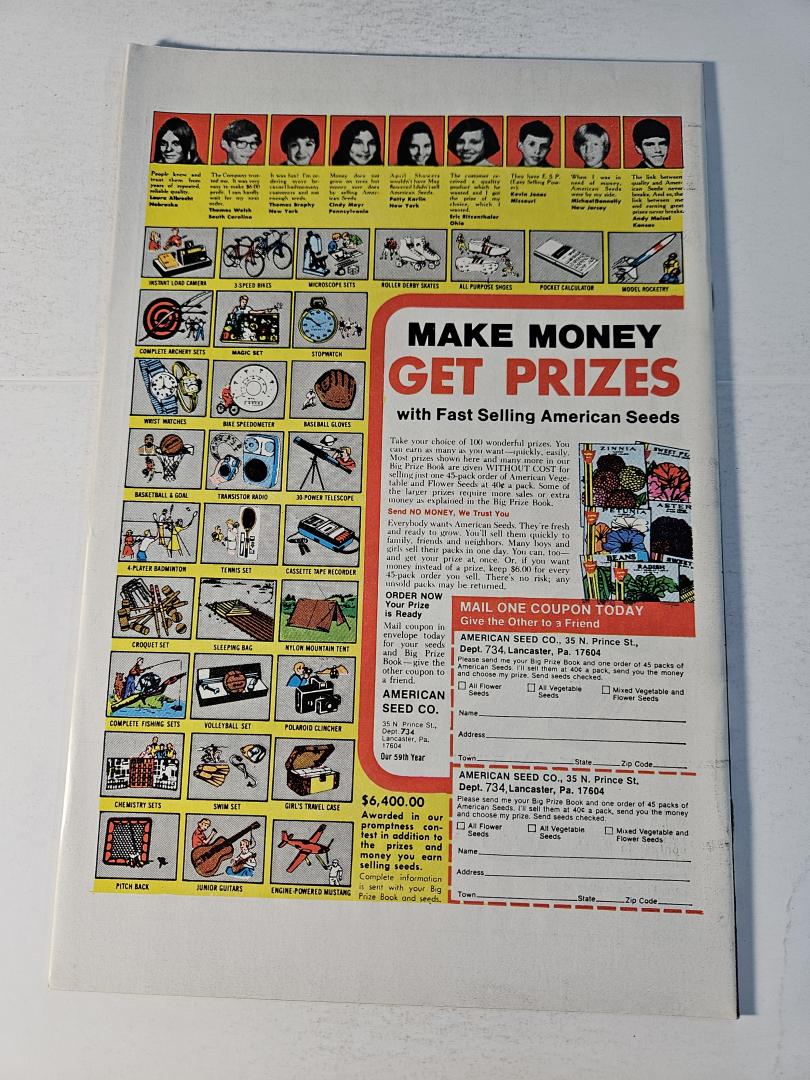 People knew and
trust them from
years of repeated,
reliable quality.
Laura Albrecht
Nebraska
The Company trus-
ted me. It was very
easy to make $6.00
profit. I can hardly
wait for my next
order.
Thomas Welsh
South Carolina
It was fun! I'm or-
dering more be-
cause I had so many
customers and not
enough seeds.
Thomas Brophy
New York
Money does not
grow on trees but
money sure does
by selling Amer-
ican Seeds
Cindy Mayr
Pennsylvania
April Showers
wouldn't have May
flowered if didn't sell
American Seeds.
Patty Karlin
New York
The customer re-
ceived a quality
product which he
wanted and I got
the prize of my
choice, which I
wanted.
Eric Ritzenthaler
Ohio
They have E. S. P.
(Easy Selling Pow-
er)
Kevin Jones
Missouri
When I was in
need of money,
American Seeds
were by my side.
Michael Donnelly
New Jersey
The link between
quality and Amer-
ican Seeds never
breaks. And so, the
link between me
and earning great
prizes never breaks.
Andy Maisel
Kansas
INSTANT LOAD CAMERA
3-SPEED BIKES
MICROSCOPE SETS
ROLLER DERBY SKATES
ALL PURPOSE SHOES
POCKET CALCULATOR
MODEL ROCKETRY
COMPLETE ARCHERY SETS
MAGIC SET
STOPWATCH
WRIST WATCHES
BIKE SPEEDOMETER
BASEBALL GLOVES
BASKETBALL & GOAL
TRANSISTOR RADIO
30-POWER TELESCOPE
4-PLAYER BADMINTON
TENNIS SET
CASSETTE TAPE RECORDER
CROQUET SET
SLEEPING BAG
NYLON MOUNTAIN TENT
COMPLETE FISHING SETS
VOLLEYBALL SET
POLAROID CLINCHER
CHEMISTRY SETS
SWIM SET
GIRL'S TRAVEL CASE
PITCH BACK
JUNIOR GUITARS
ENGINE-POWERED MUSTANG
MAKE MONEY
GET PRIZES
with Fast Selling American Seeds
Take your choice of 100 wonderful prizes. You
can earn as many as you want—quickly, easily.
Most prizes shown here and many more in our
Big Prize Book are given WITHOUT COST for
selling just one 45-pack order of American Vege-
table and Flower Seeds at 40¢ a pack. Some of
the larger prizes require more sales or extra
money as explained in the Big Prize Book.
Send NO MONEY, We Trust You
Everybody wants American Seeds. They're fresh
and ready to grow. You'll sell them quickly to
family, friends and neighbors. Many boys and
girls sell their packs in one day. You can, too—
and get your prize at once. Or, if you want
money instead of a prize, keep $6.00 for every
45-pack order you sell. There's no risk; any
unsold packs may be returned.
ZINNIA
SWEET PE
PETUNIA
ASTER
BEANS
RADISH
SWEET
ORDER NOW
Your Prize
is Ready
Mail coupon in
envelope today
for your seeds
and Big Prize
Book—give the
other coupon to
a friend.
AMERICAN
SEED CO.
35 N. Prince St.,
Dept. 734
Lancaster, Pa.
17604
Our 59th Year
$6,400.00
Awarded in our
promptness con-
test in addition to
the prizes and
money you earn
selling seeds.
Complete information
is sent with your Big
Prize Book and seeds.
MAIL ONE COUPON TODAY
Give the Other to a Friend
AMERICAN SEED CO., 35 N. Prince St.,
Dept. 734, Lancaster, Pa. 17604
Please send me your Big Prize Book and one order of 45 packs of
American Seeds. I'll sell them at 40¢ a pack, send you the money
and choose my prize. Send seeds checked.
All Flower Seeds
All Vegetable Seeds
Mixed Vegetable and Flower Seeds
Name
Address
Town State Zip Code
AMERICAN SEED CO., 35 N. Prince St.
Dept. 734, Lancaster, Pa. 17604
Please send me your Big Prize Book and one order of 45 packs of
American Seeds. I'll sell them at 40¢ a pack, send you the money
and choose my prize. Send seeds checked.
All Flower Seeds
All Vegetable Seeds
Mixed Vegetable and Flower Seeds
Name
Address
Town State Zip Code